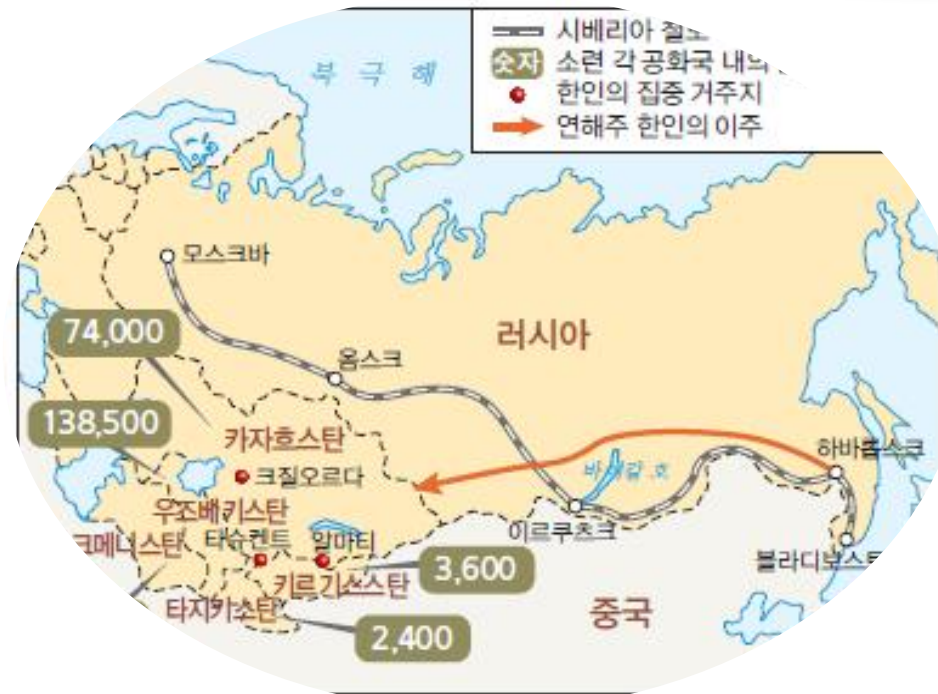 시베리아 철로
숫자 소련 각 공화국 내의
한인의 집중 거주지
연해주 한인의 이주
북극해
모스크바
74,000
러시아
옴스크
138,500
카자흐스탄
하바롭스크
크질오르다
바이칼 호
우즈베키스탄
이르쿠츠크
크메니스탄
타슈켄트
알마티
블라디보스토
3,600
키르기스스탄
타지키스탄
중국
2,400